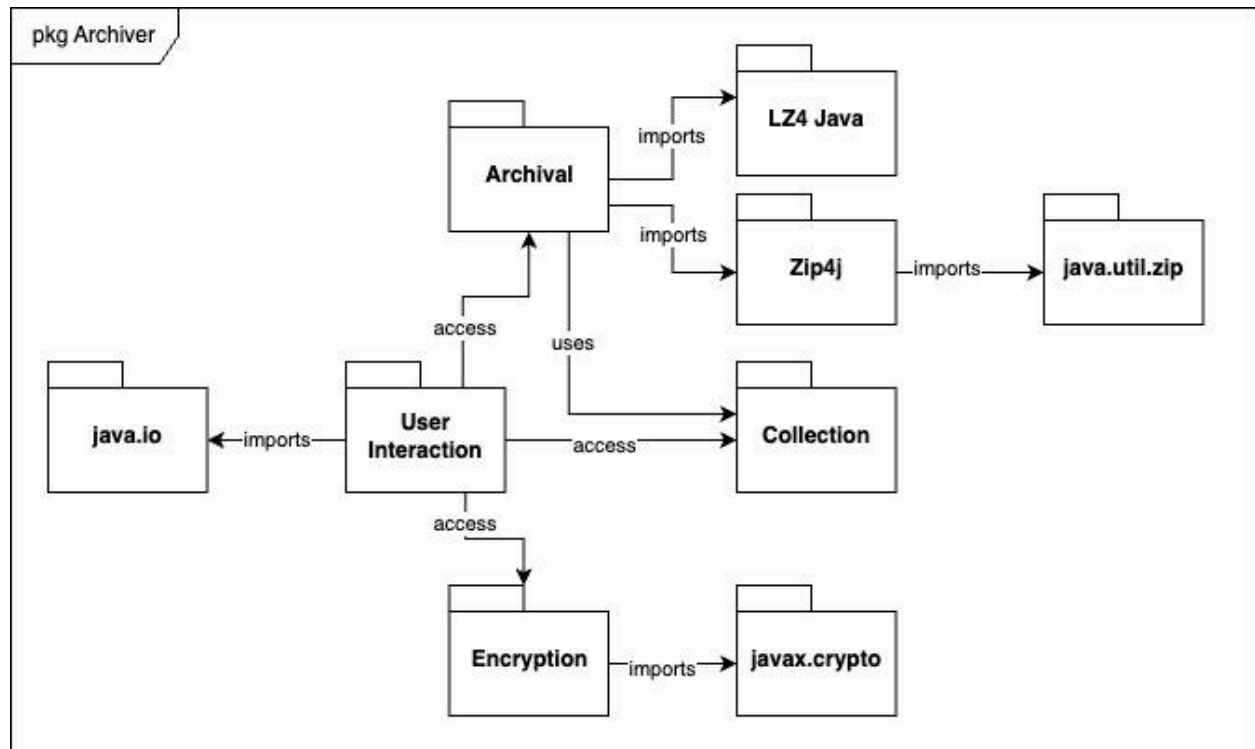 pkg Archiver
LZ4 Java
imports
Archival
imports
Zip4j
imports
java.util.zip
access
uses
java.io
imports
User
Interaction
access
Collection
access
Encryption
imports
javax.crypto